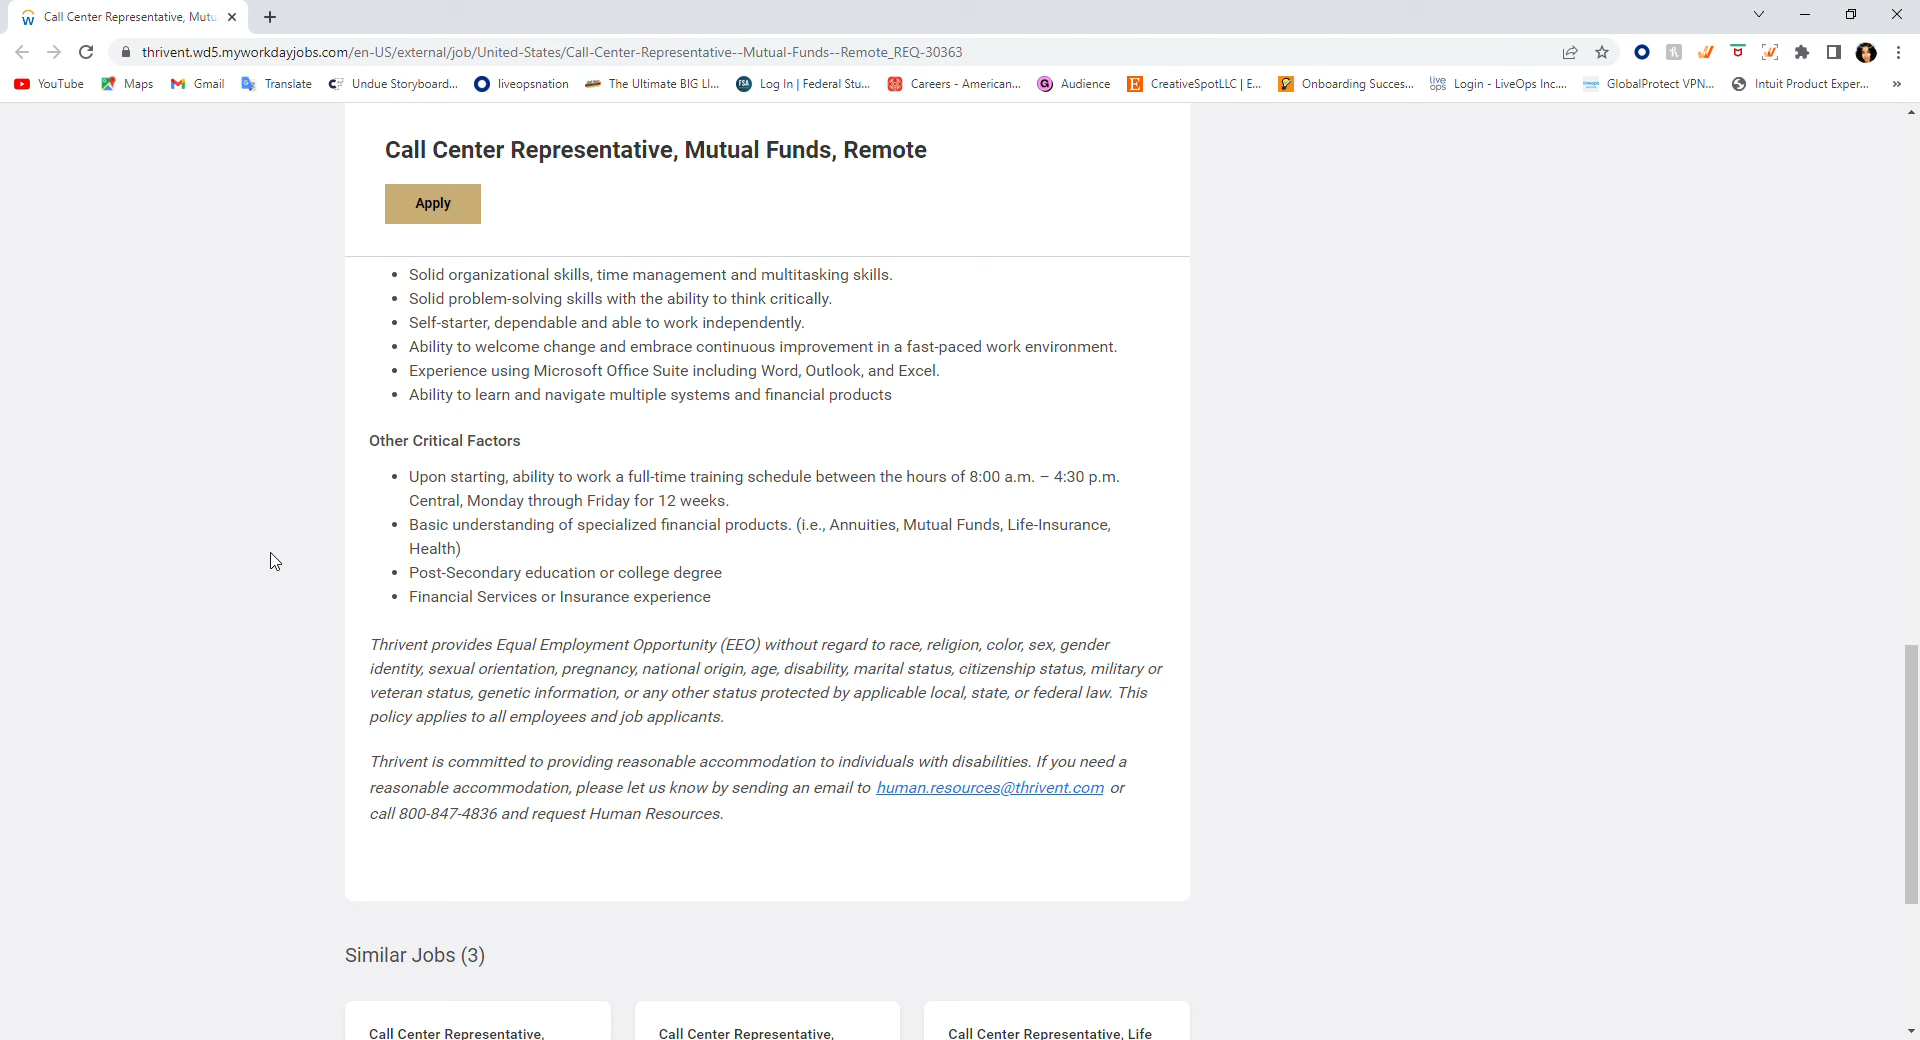 Call Center Representative, Mutu
thrivent.wd5.myworkdayjobs.com/en-US/external/job/United-States/Call-Center-Representative--Mutual-Funds--Remote_REQ-30363
YouTube Maps Gmail Translate Undue Storyboard... liveopsnation The Ultimate BIG LI... FSA Log In | Federal Stu... Careers - American... G Audience E CreativeSpotLLC | E... Onboarding Succes... live ops Login - LiveOps Inc.... GlobalProtect VPN... Intuit Product Exper... »
Call Center Representative, Mutual Funds, Remote
Apply
• Solid organizational skills, time management and multitasking skills.
• Solid problem-solving skills with the ability to think critically.
• Self-starter, dependable and able to work independently.
• Ability to welcome change and embrace continuous improvement in a fast-paced work environment.
• Experience using Microsoft Office Suite including Word, Outlook, and Excel.
• Ability to learn and navigate multiple systems and financial products
Other Critical Factors
• Upon starting, ability to work a full-time training schedule between the hours of 8:00 a.m. – 4:30 p.m.
Central, Monday through Friday for 12 weeks.
• Basic understanding of specialized financial products. (i.e., Annuities, Mutual Funds, Life-Insurance,
Health)
• Post-Secondary education or college degree
• Financial Services or Insurance experience
Thrivent provides Equal Employment Opportunity (EEO) without regard to race, religion, color, sex, gender
identity, sexual orientation, pregnancy, national origin, age, disability, marital status, citizenship status, military or
veteran status, genetic information, or any other status protected by applicable local, state, or federal law. This
policy applies to all employees and job applicants.
Thrivent is committed to providing reasonable accommodation to individuals with disabilities. If you need a
reasonable accommodation, please let us know by sending an email to human.resources@thrivent.com or
call 800-847-4836 and request Human Resources.
Similar Jobs (3)
Call Center Representative, Call Center Representative, Call Center Representative, Life